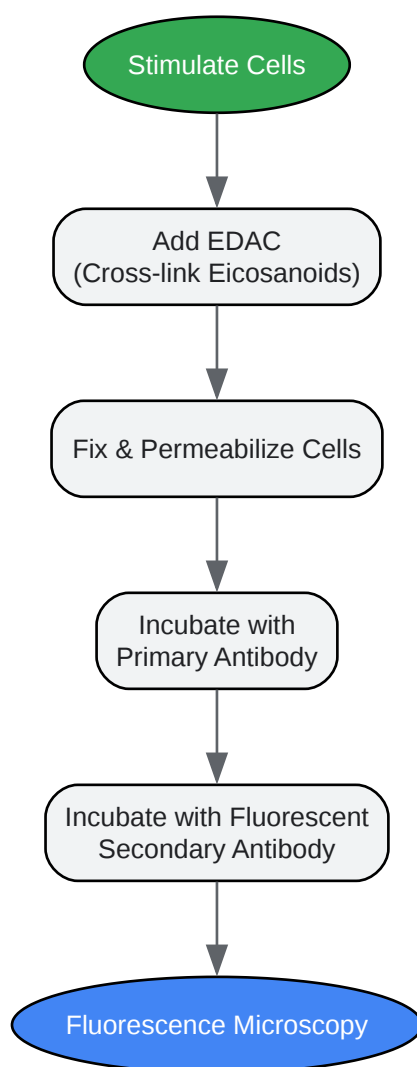 Stimulate Cells
Add EDAC
(Cross-link Eicosanoids)
Fix & Permeabilize Cells
Incubate with
Primary Antibody
Incubate with Fluorescent
Secondary Antibody
Fluorescence Microscopy